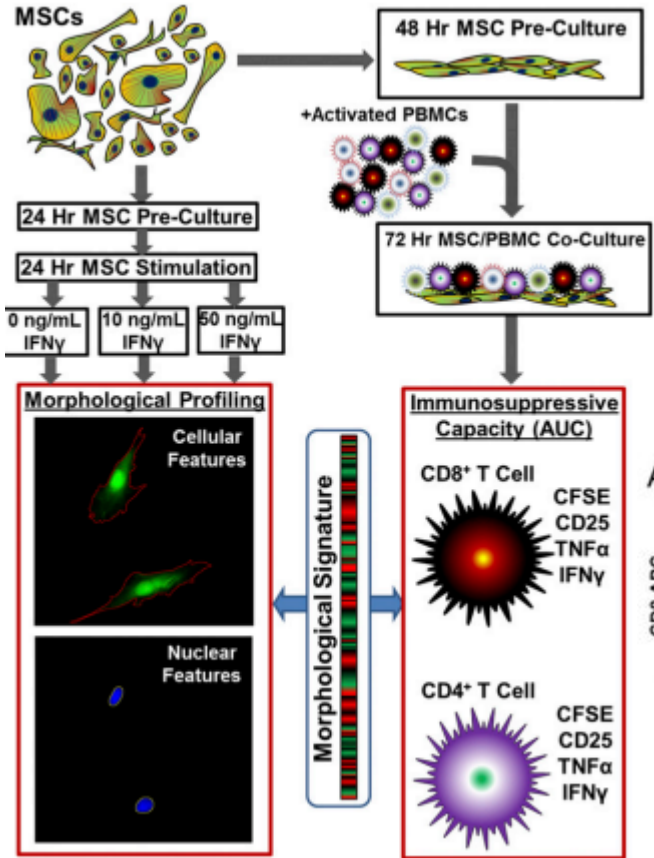 MSCs
48 Hr MSC Pre-Culture
+Activated PBMCs
24 Hr MSC Pre-Culture
24 Hr MSC Stimulation
72 Hr MSC/PBMC Co-Culture
0 ng/mL
IFNγ
10 ng/mL
IFNγ
50 ng/mL
IFNγ
Morphological Profiling
Cellular
Features
Nuclear
Features
Morphological Signature
Immunosuppressive
Capacity (AUC)
CD8⁺ T Cell
CFSE
CD25
TNFα
IFNγ
CD4⁺ T Cell
CFSE
CD25
TNFα
IFNγ